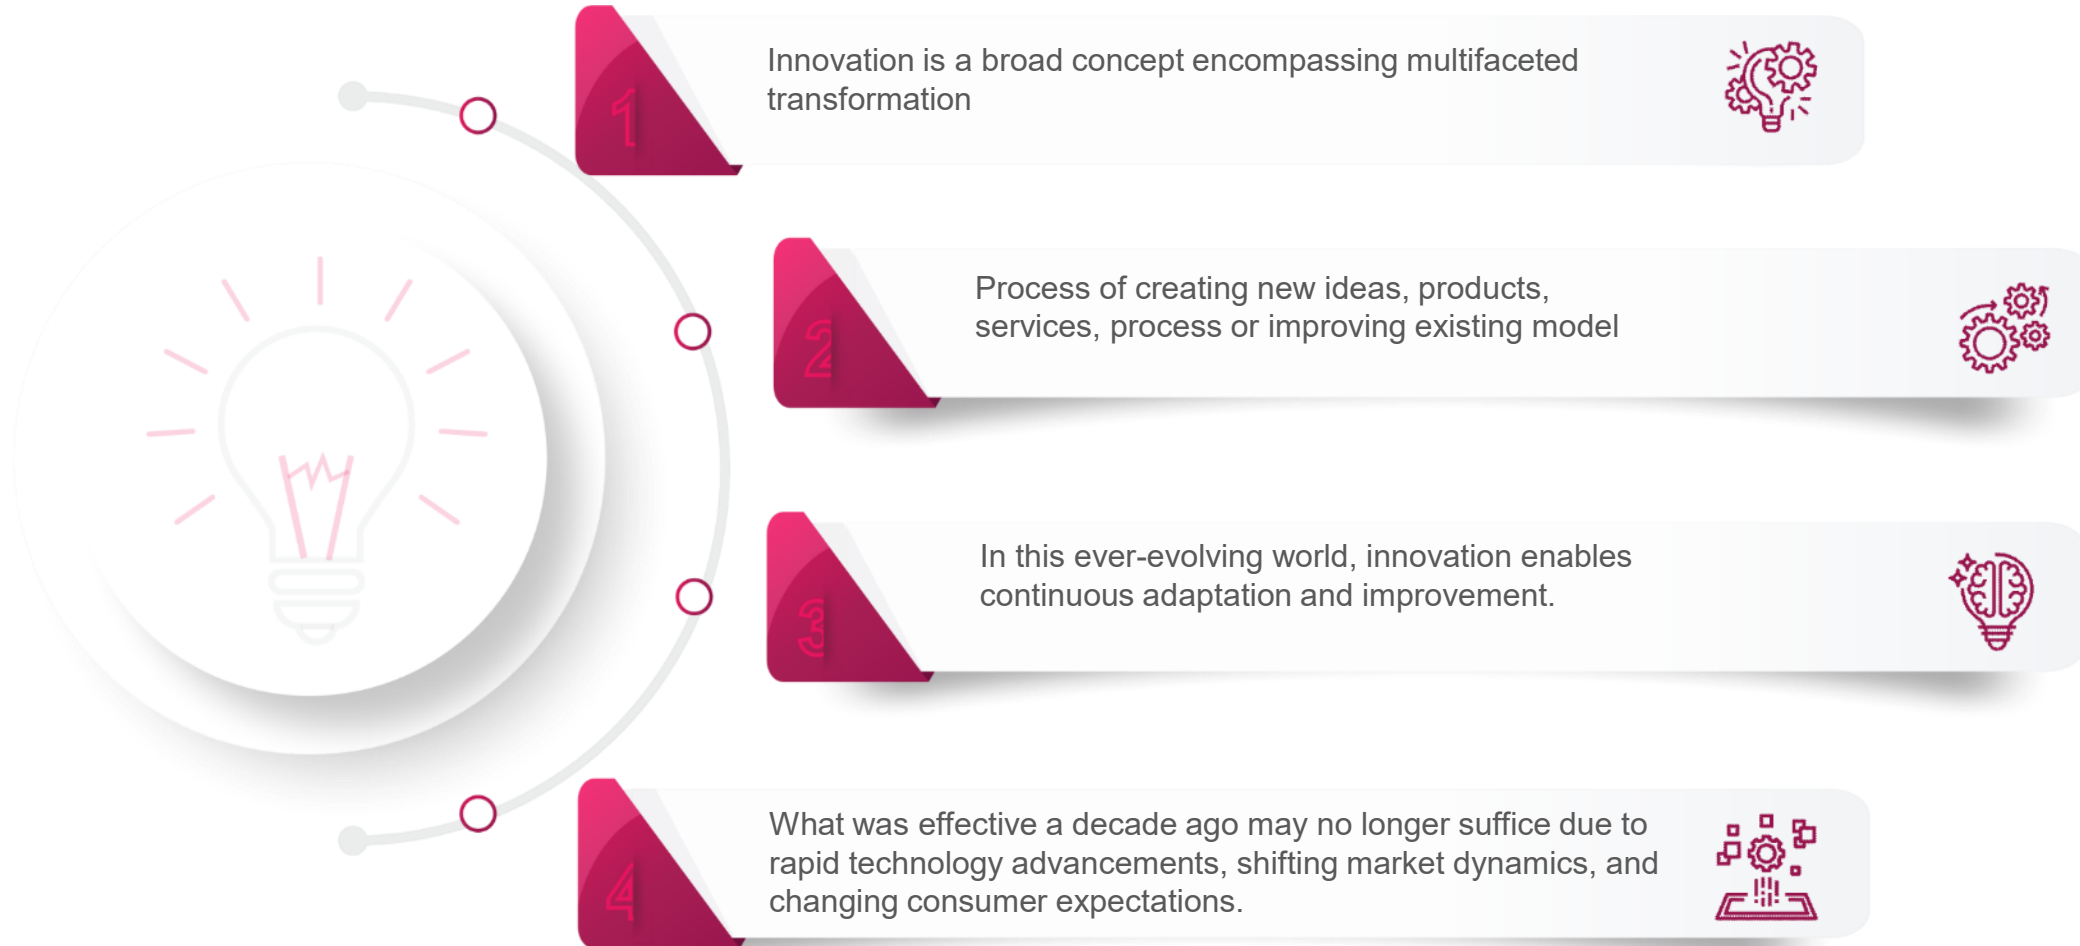 1
Innovation is a broad concept encompassing multifaceted
transformation
2
Process of creating new ideas, products,
services, process or improving existing model
3
In this ever-evolving world, innovation enables
continuous adaptation and improvement.
4
What was effective a decade ago may no longer suffice due to
rapid technology advancements, shifting market dynamics, and
changing consumer expectations.